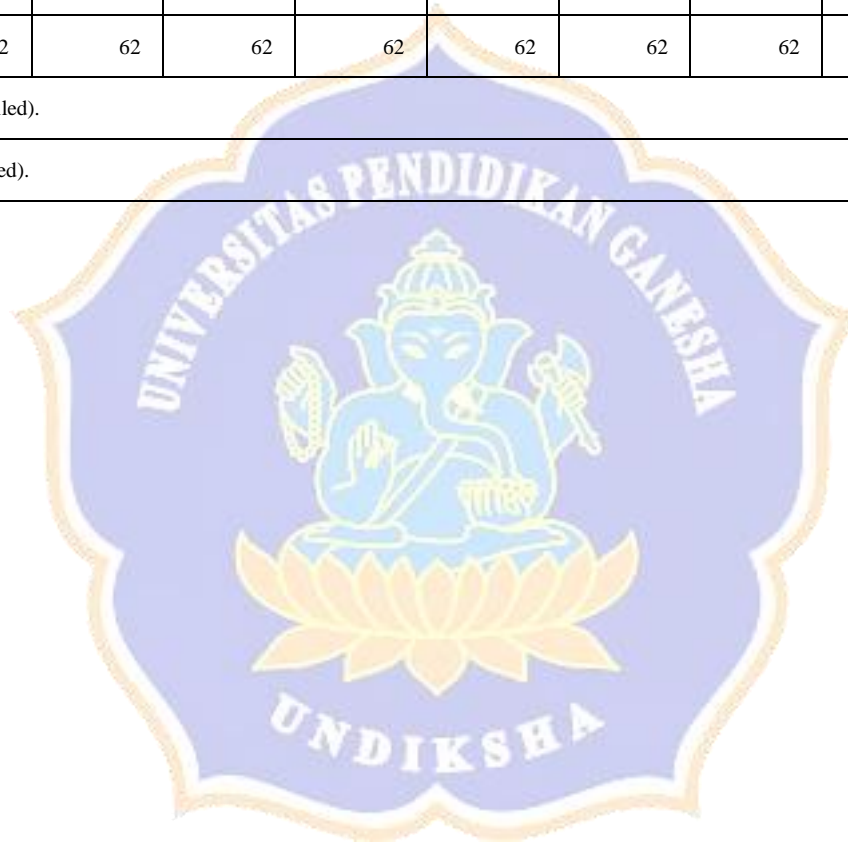 2 62 62 62 62 62 62
led).
ed).
UNIVERSITAS PENDIDIKAN GANESHA
UNDIKSHA